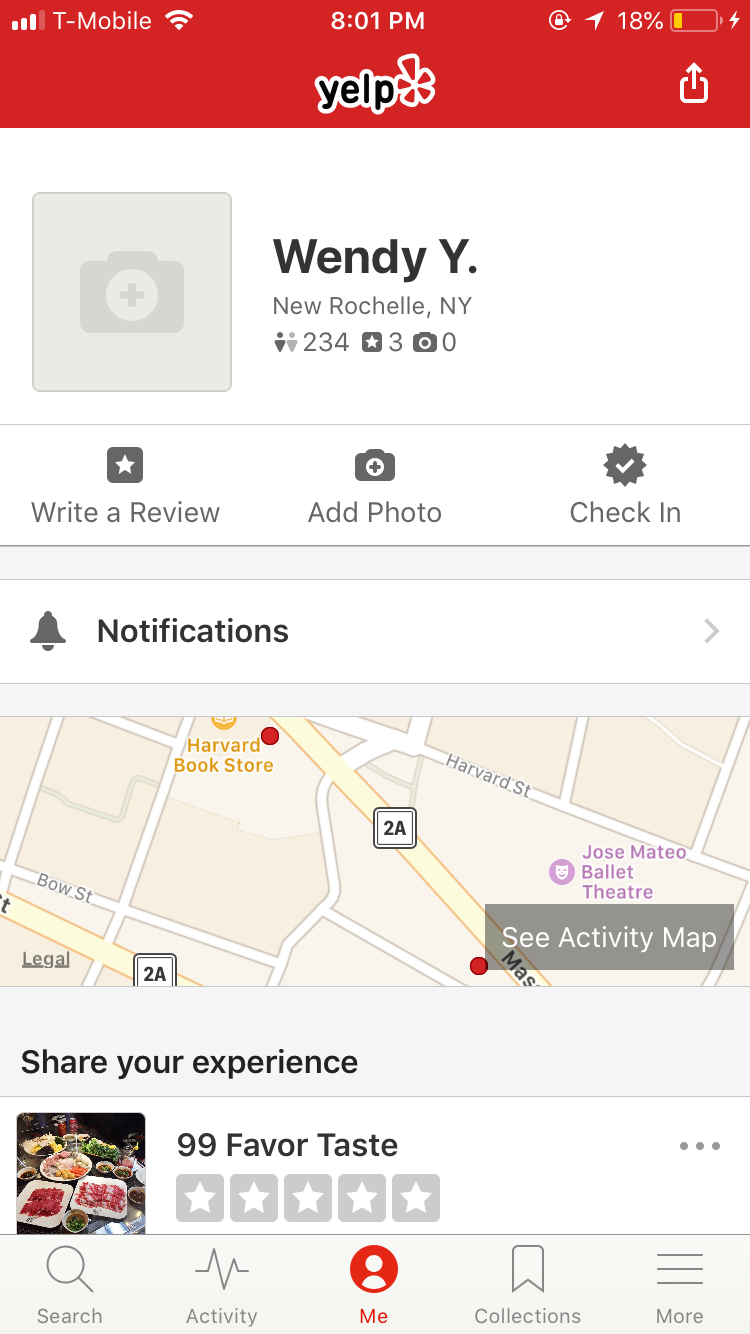 T-Mobile 8:01 PM 18%
yelp
Wendy Y.
New Rochelle, NY
234 3 0
Write a Review Add Photo Check In
Notifications
Harvard
Book Store
Harvard St
2A
Jose Mateo
Ballet
Theatre
Bow St
See Activity Map
Legal
2A
Share your experience
99 Favor Taste
Search Activity Me Collections More